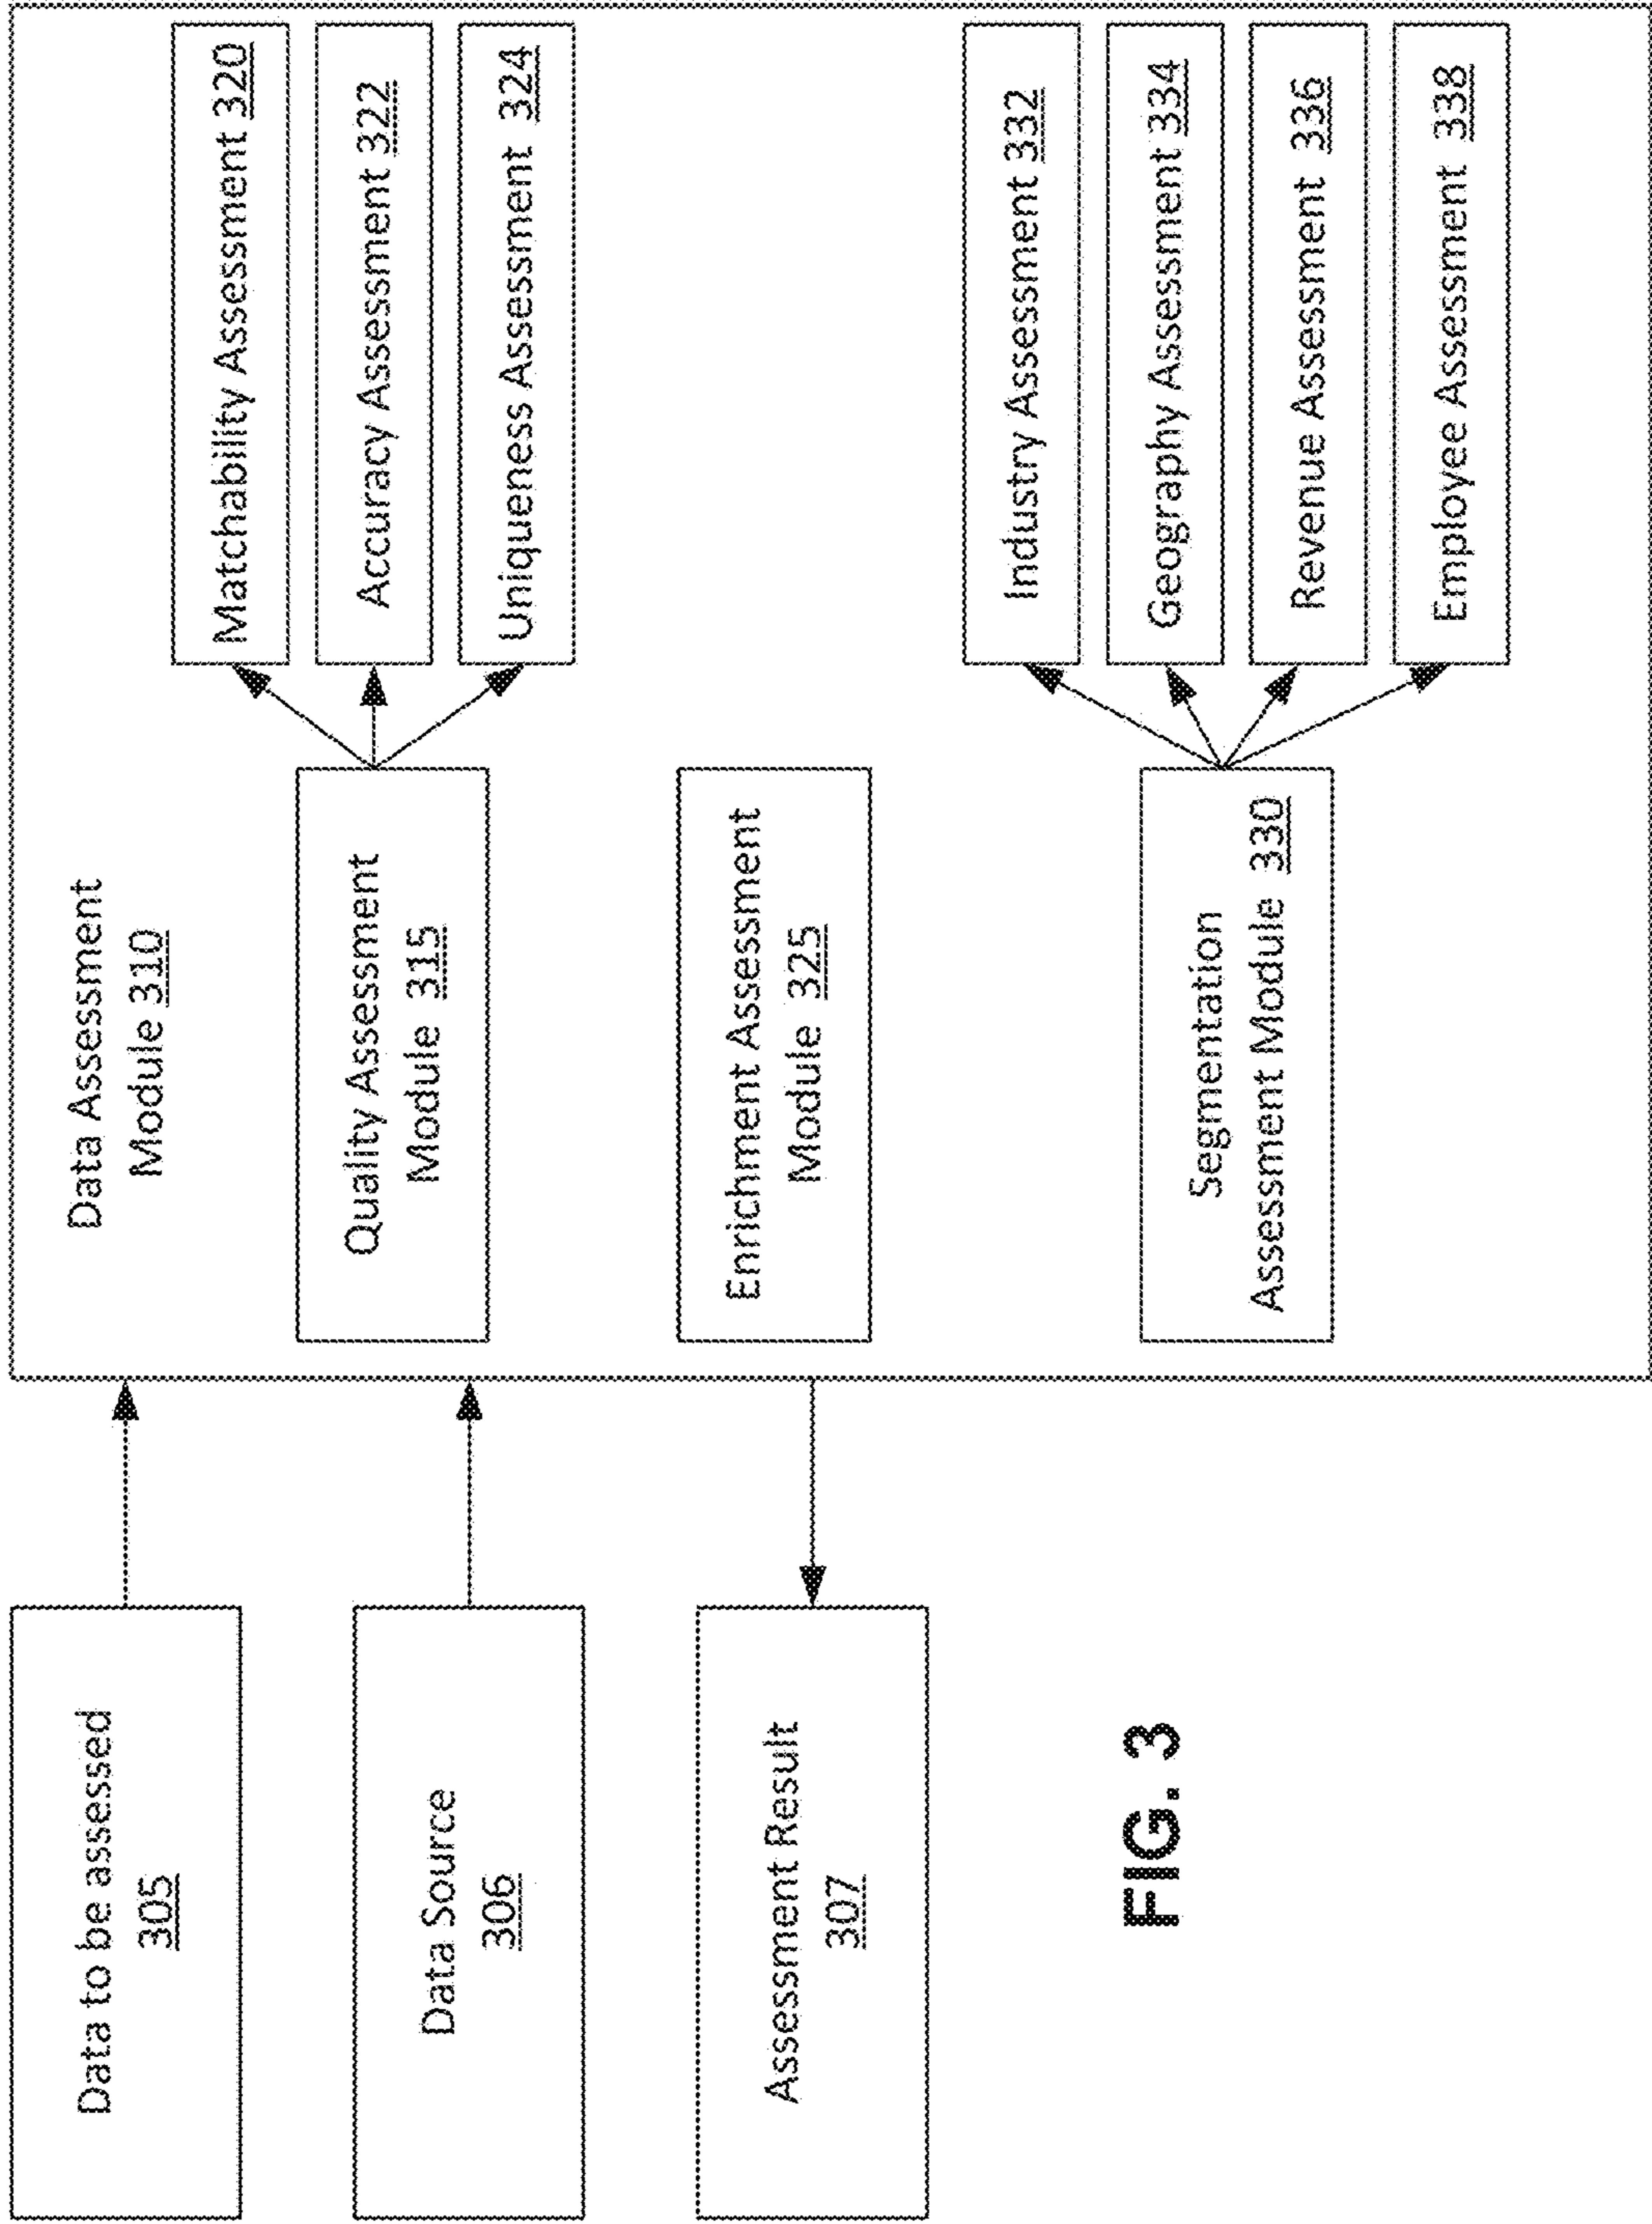 Data to be assessed
305
Data Source
306
Assessment Result
307
Data Assessment
Module 310
Quality Assessment
Module 315
Matchability Assessment 320
Accuracy Assessment 322
Uniqueness Assessment 324
Enrichment Assessment
Module 325
Segmentation
Assessment Module 330
Industry Assessment 332
Geography Assessment 334
Revenue Assessment 336
Employee Assessment 338
FIG. 3